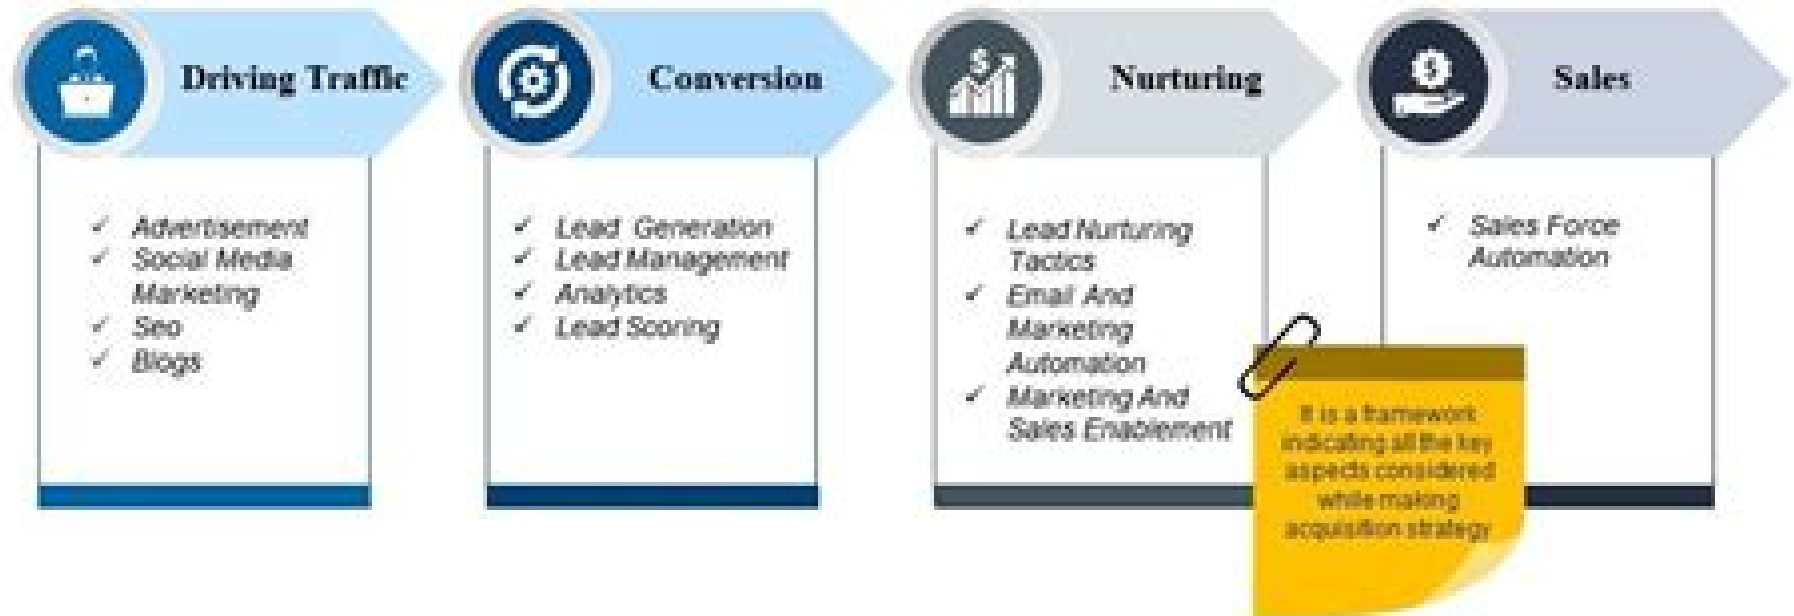 Driving Traffic
Advertisement
Social Media
Marketing
Seo
Blogs
Conversion
Lead Generation
Lead Management
Analytics
Lead Scoring
Nurturing
Lead Nurturing
Tactics
Email And
Marketing
Automation
Marketing And
Sales Enablement
Sales
Sales Force
Automation
It is a framework
indicating all the key
aspects considered
while making
acquisition strategy